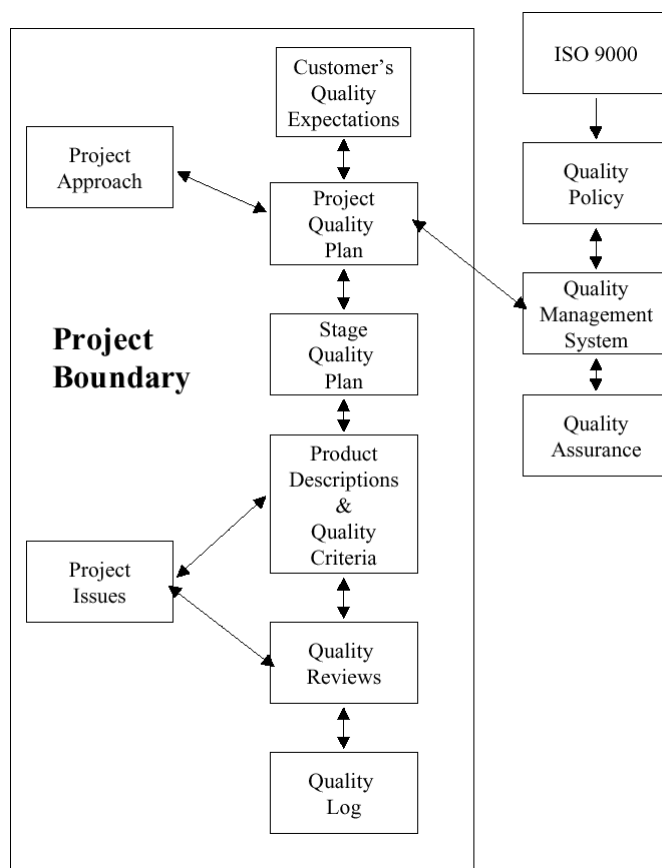 Customer's
Quality
Expectations
ISO 9000
Project
Approach
Project
Quality
Plan
Quality
Policy
Project
Boundary
Stage
Quality
Plan
Quality
Management
System
Quality
Assurance
Product
Descriptions
&
Quality
Criteria
Project
Issues
Quality
Reviews
Quality
Log